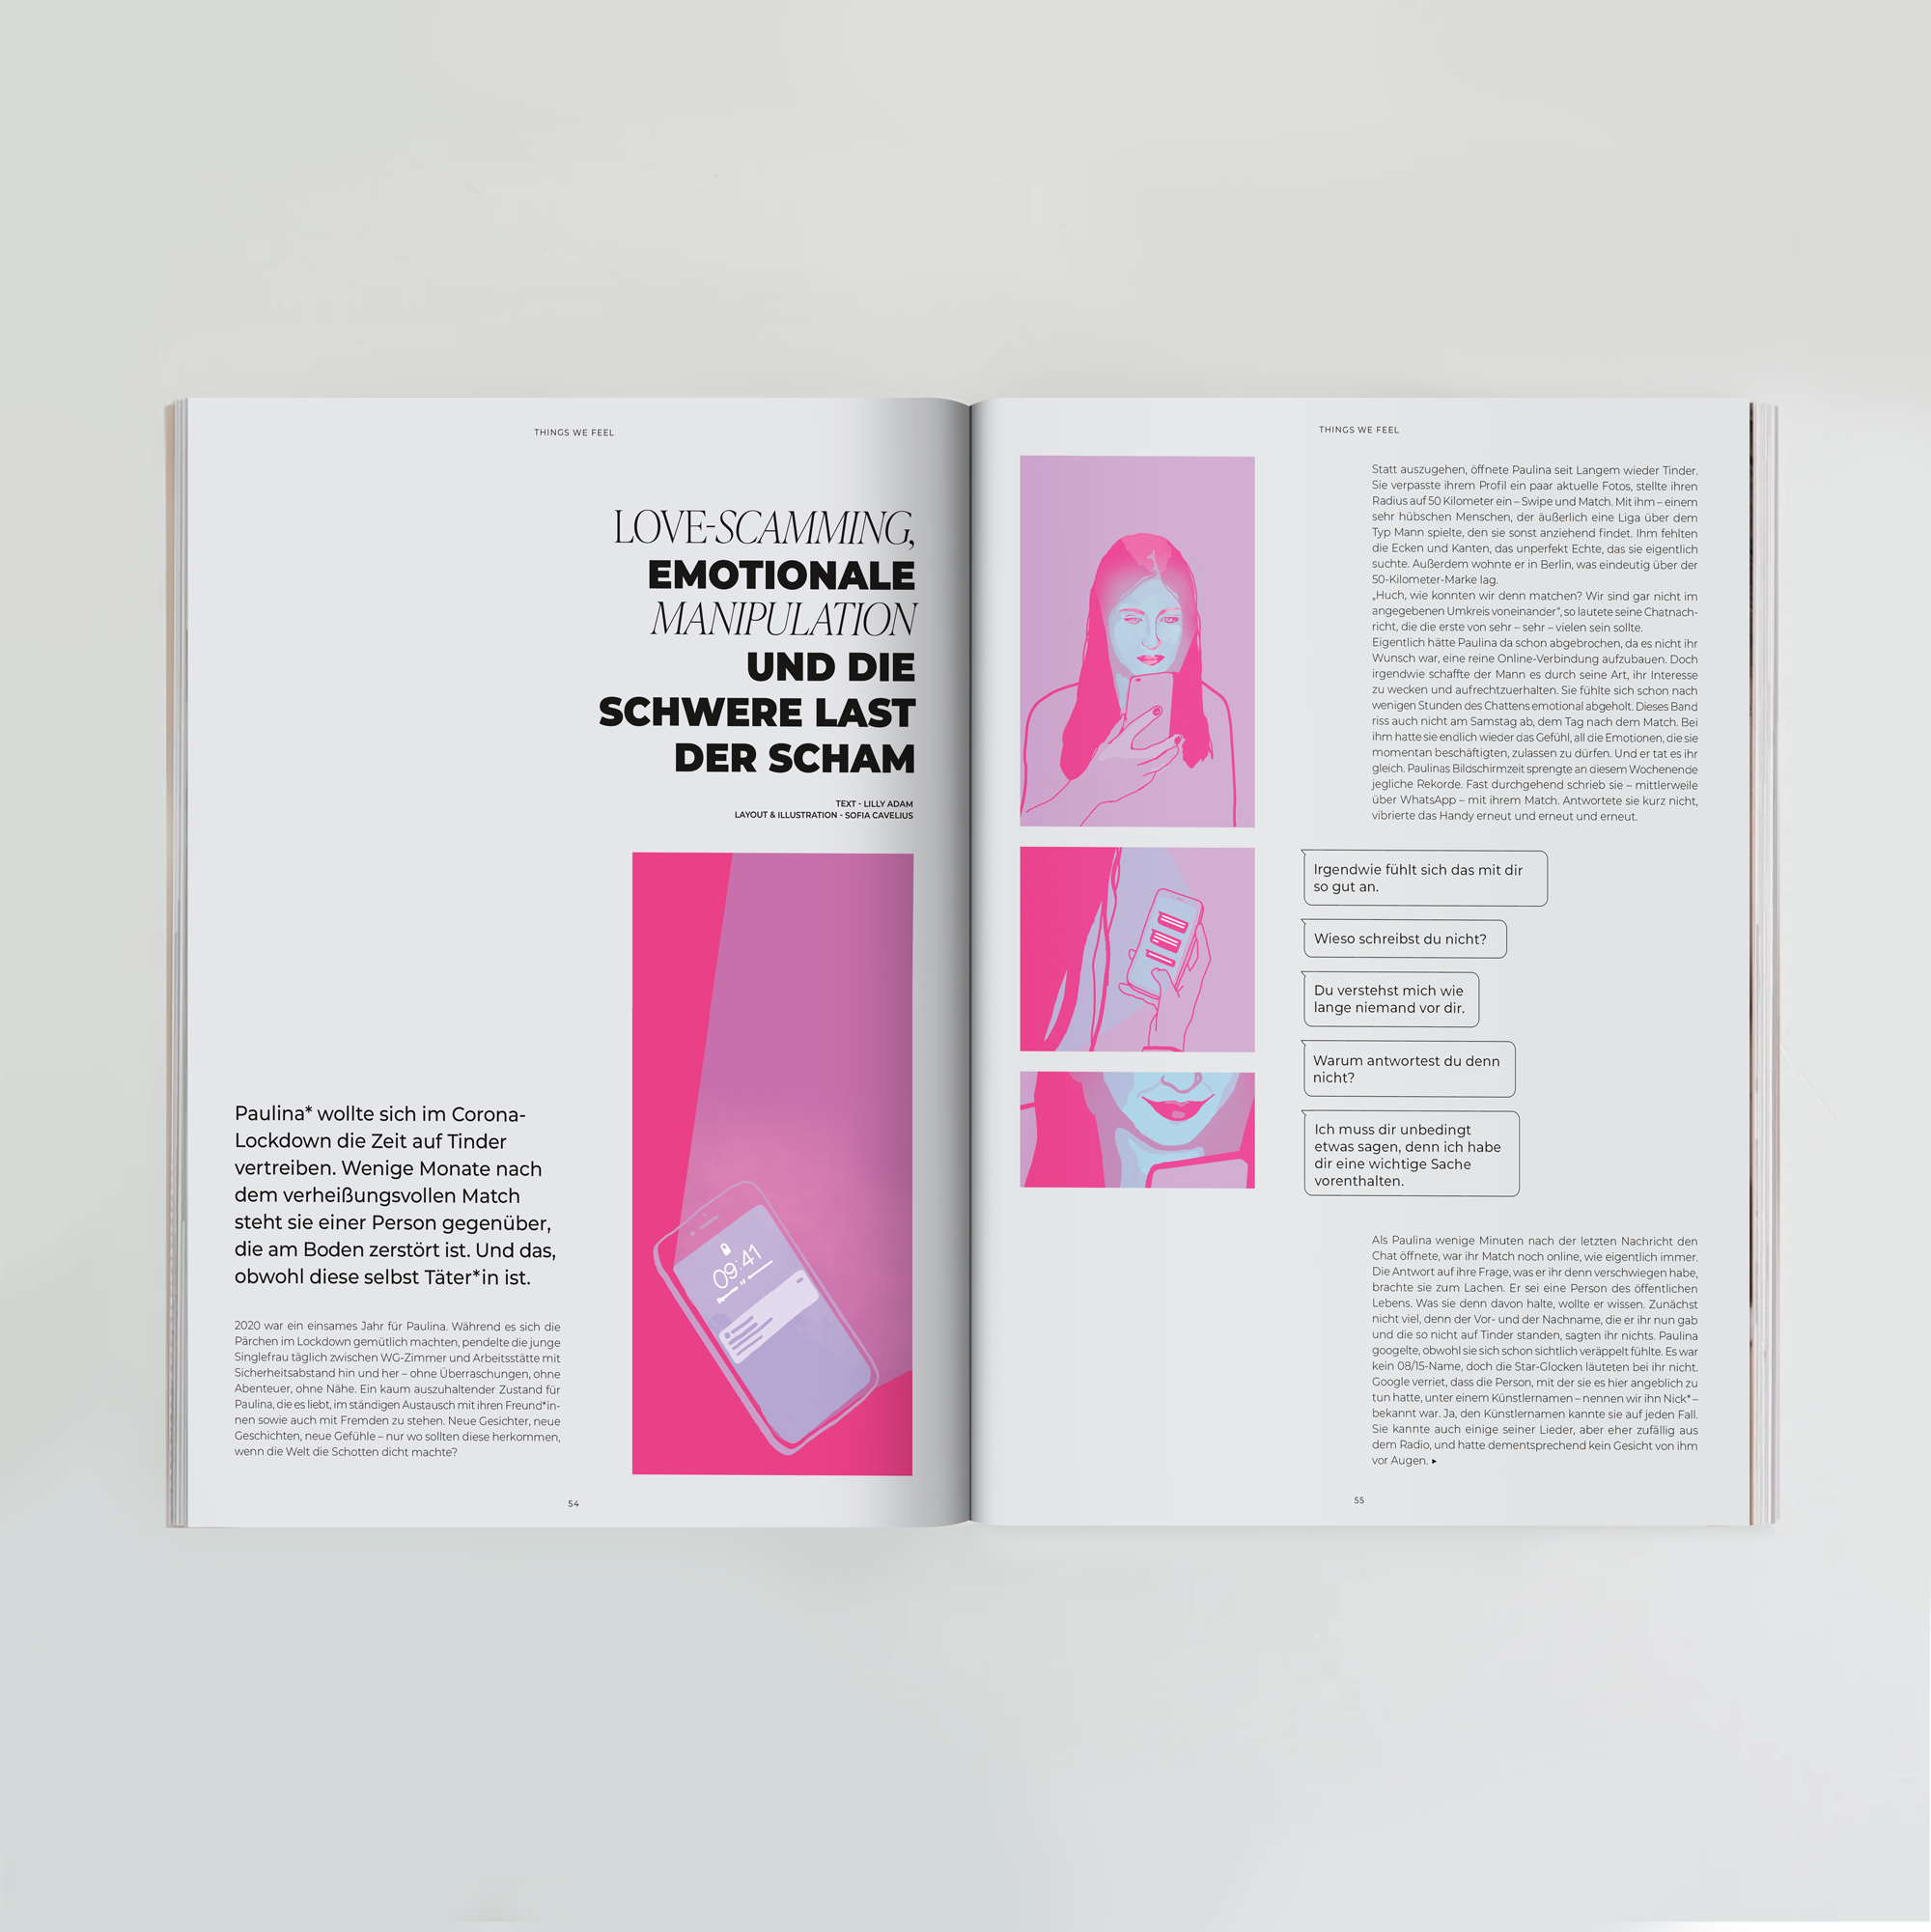 THINGS WE FEEL
LOVE-SCAMMING,
EMOTIONALE
MANIPULATION
UND DIE
SCHWERE LAST
DER SCHAM
TEXT - LILLY ADAM
LAYOUT & ILLUSTRATION - SOFIA CAVELIUS
Paulina* wollte sich im Corona-
Lockdown die Zeit auf Tinder
vertreiben. Wenige Monate nach
dem verheißungsvollen Match
steht sie einer Person gegenüber,
die am Boden zerstört ist. Und das,
obwohl diese selbst Täter*in ist.
2020 war ein einsames Jahr für Paulina. Während es sich die
Pärchen im Lockdown gemütlich machten, pendelte die junge
Singlefrau täglich zwischen WG-Zimmer und Arbeitsstätte mit
Sicherheitsabstand hin und her – ohne Überraschungen, ohne
Abenteuer, ohne Nähe. Ein kaum auszuhaltender Zustand für
Paulina, die es liebt, im ständigen Austausch mit ihren Freund*in-
nen sowie auch mit Fremden zu stehen. Neue Gesichter, neue
Geschichten, neue Gefühle – nur wo sollten diese herkommen,
wenn die Welt die Schotten dicht machte?
09:41
54
THINGS WE FEEL
Statt auszugehen, öffnete Paulina seit Langem wieder Tinder.
Sie verpasste ihrem Profil ein paar aktuelle Fotos, stellte ihren
Radius auf 50 Kilometer ein – Swipe und Match. Mit ihm – einem
sehr hübschen Menschen, der äußerlich eine Liga über dem
Typ Mann spielte, den sie sonst anziehend findet. Ihm fehlten
die Ecken und Kanten, das unperfekt Echte, das sie eigentlich
suchte. Außerdem wohnte er in Berlin, was eindeutig über der
50-Kilometer-Marke lag.
„Huch, wie konnten wir denn matchen? Wir sind gar nicht im
angegebenen Umkreis voneinander“, so lautete seine Chatnach-
richt, die die erste von sehr – sehr – vielen sein sollte.
Eigentlich hätte Paulina da schon abgebrochen, da es nicht ihr
Wunsch war, eine reine Online-Verbindung aufzubauen. Doch
irgendwie schaffte der Mann es durch seine Art, ihr Interesse
zu wecken und aufrechtzuerhalten. Sie fühlte sich schon nach
wenigen Stunden des Chattens emotional abgeholt. Dieses Band
riss auch nicht am Samstag ab, dem Tag nach dem Match. Bei
ihm hatte sie endlich wieder das Gefühl, all die Emotionen, die sie
momentan beschäftigten, zulassen zu dürfen. Und er tat es ihr
gleich. Paulinas Bildschirmzeit sprengte an diesem Wochenende
jegliche Rekorde. Fast durchgehend schrieb sie – mittlerweile
über WhatsApp – mit ihrem Match. Antwortete sie kurz nicht,
vibrierte das Handy erneut und erneut und erneut.
Irgendwie fühlt sich das mit dir
so gut an.
Wieso schreibst du nicht?
Du verstehst mich wie
lange niemand vor dir.
Warum antwortest du denn
nicht?
Ich muss dir unbedingt
etwas sagen, denn ich habe
dir eine wichtige Sache
vorenthalten.
Als Paulina wenige Minuten nach der letzten Nachricht den
Chat öffnete, war ihr Match noch online, wie eigentlich immer.
Die Antwort auf ihre Frage, was er ihr denn verschwiegen habe,
brachte sie zum Lachen. Er sei eine Person des öffentlichen
Lebens. Was sie denn davon halte, wollte er wissen. Zunächst
nicht viel, denn der Vor- und der Nachname, die er ihr nun gab
und die so nicht auf Tinder standen, sagten ihr nichts. Paulina
googelte, obwohl sie sich schon sichtlich veräppelt fühlte. Es war
kein 08/15-Name, doch die Star-Glocken läuteten bei ihr nicht.
Google verriet, dass die Person, mit der sie es hier angeblich zu
tun hatte, unter einem Künstlernamen – nennen wir ihn Nick* –
bekannt war. Ja, den Künstlernamen kannte sie auf jeden Fall.
Sie kannte auch einige seiner Lieder, aber eher zufällig aus
dem Radio, und hatte dementsprechend kein Gesicht von ihm
vor Augen. ▸
55